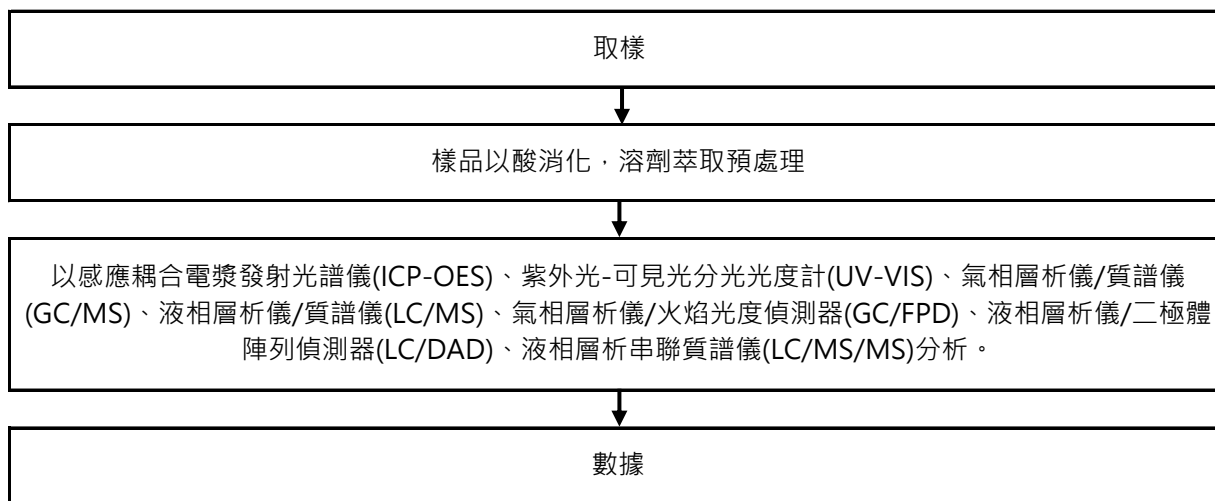 取樣
樣品以酸消化，溶劑萃取預處理
以感應耦合電漿發射光譜儀(ICP-OES)、紫外光-可見光分光光度計(UV-VIS)、氣相層析儀/質譜儀
(GC/MS)、液相層析儀/質譜儀(LC/MS)、氣相層析儀/火焰光度偵測器(GC/FPD)、液相層析儀/二極體
陣列偵測器(LC/DAD)、液相層析串聯質譜儀(LC/MS/MS)分析。
數據